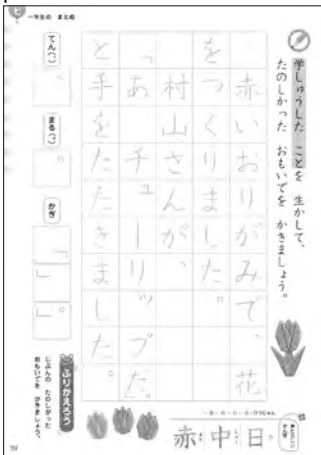 一年生の まとめ
学しゅうした ことを 生かして、
たのしかった おもいでを かきましょう。
赤いおりがみで、花
をつくりました。
村山さんが、
「あ、チューリップだ。」
と手をたたきました。
てん(、)
、
まる(。)
。
かぎ
「
」
」。
ふりかえろう
じぶんの たのしかった
おもいでを かきましょう。
日
中
赤
59